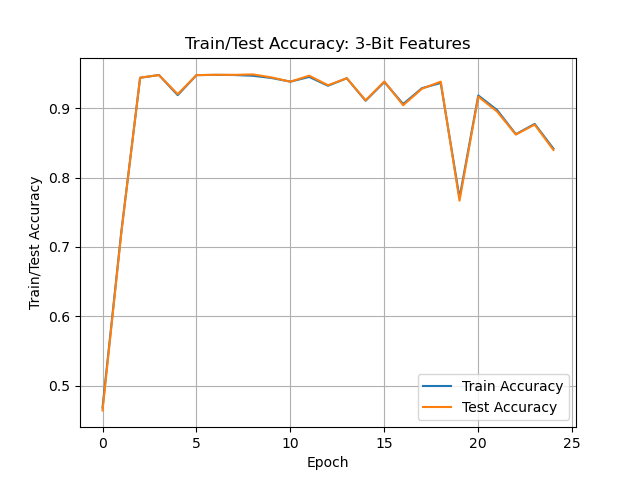 Train/Test Accuracy: 3-Bit Features
Train/Test Accuracy
0.9
0.8
0.7
0.6
0.5
0
5
10
15
20
25
Epoch
Train Accuracy
Test Accuracy